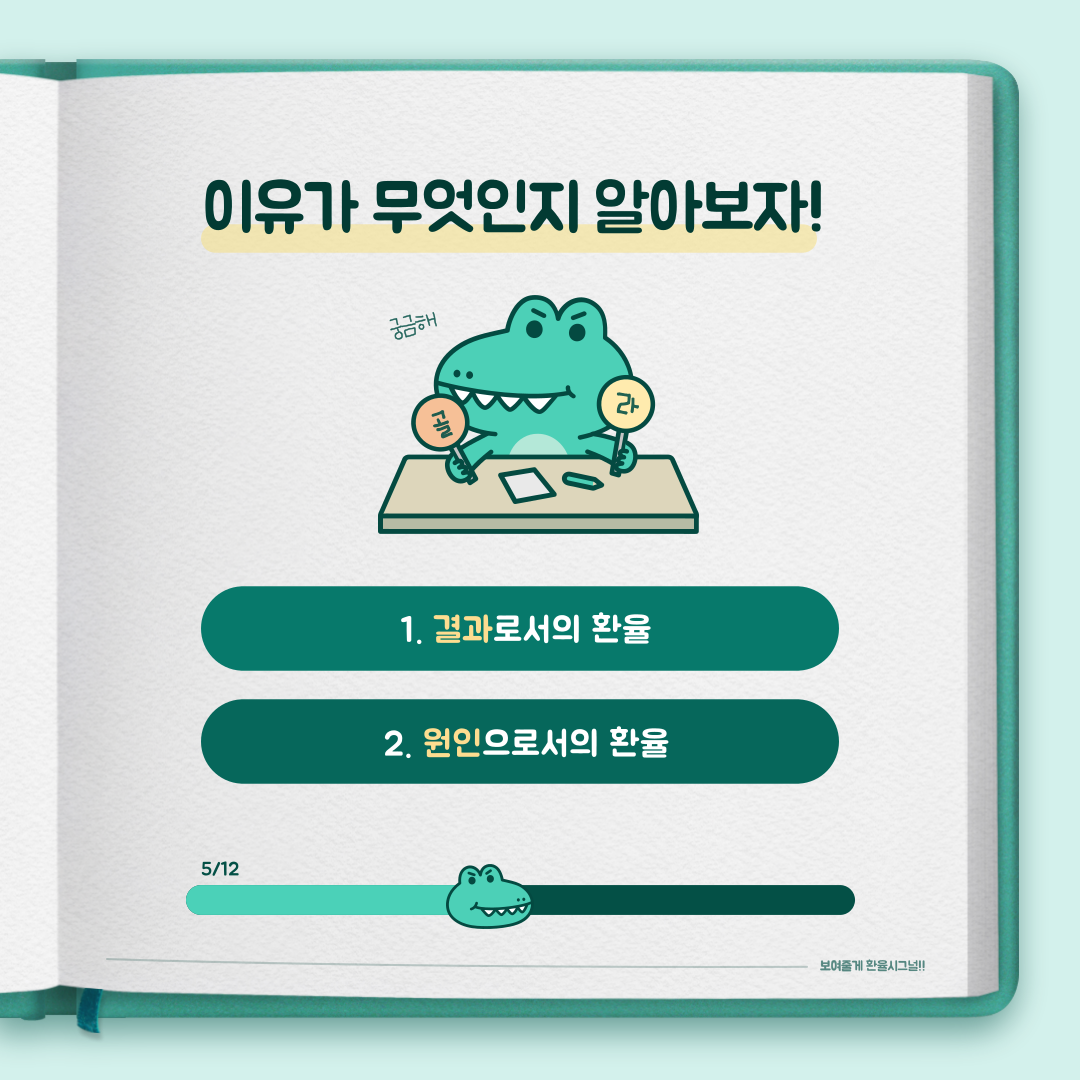 이유가 무엇인지 알아보자!
궁금해
골
라
1. 결과로서의 환율
2. 원인으로서의 환율
5/12
보여줄게 환율시그널!!